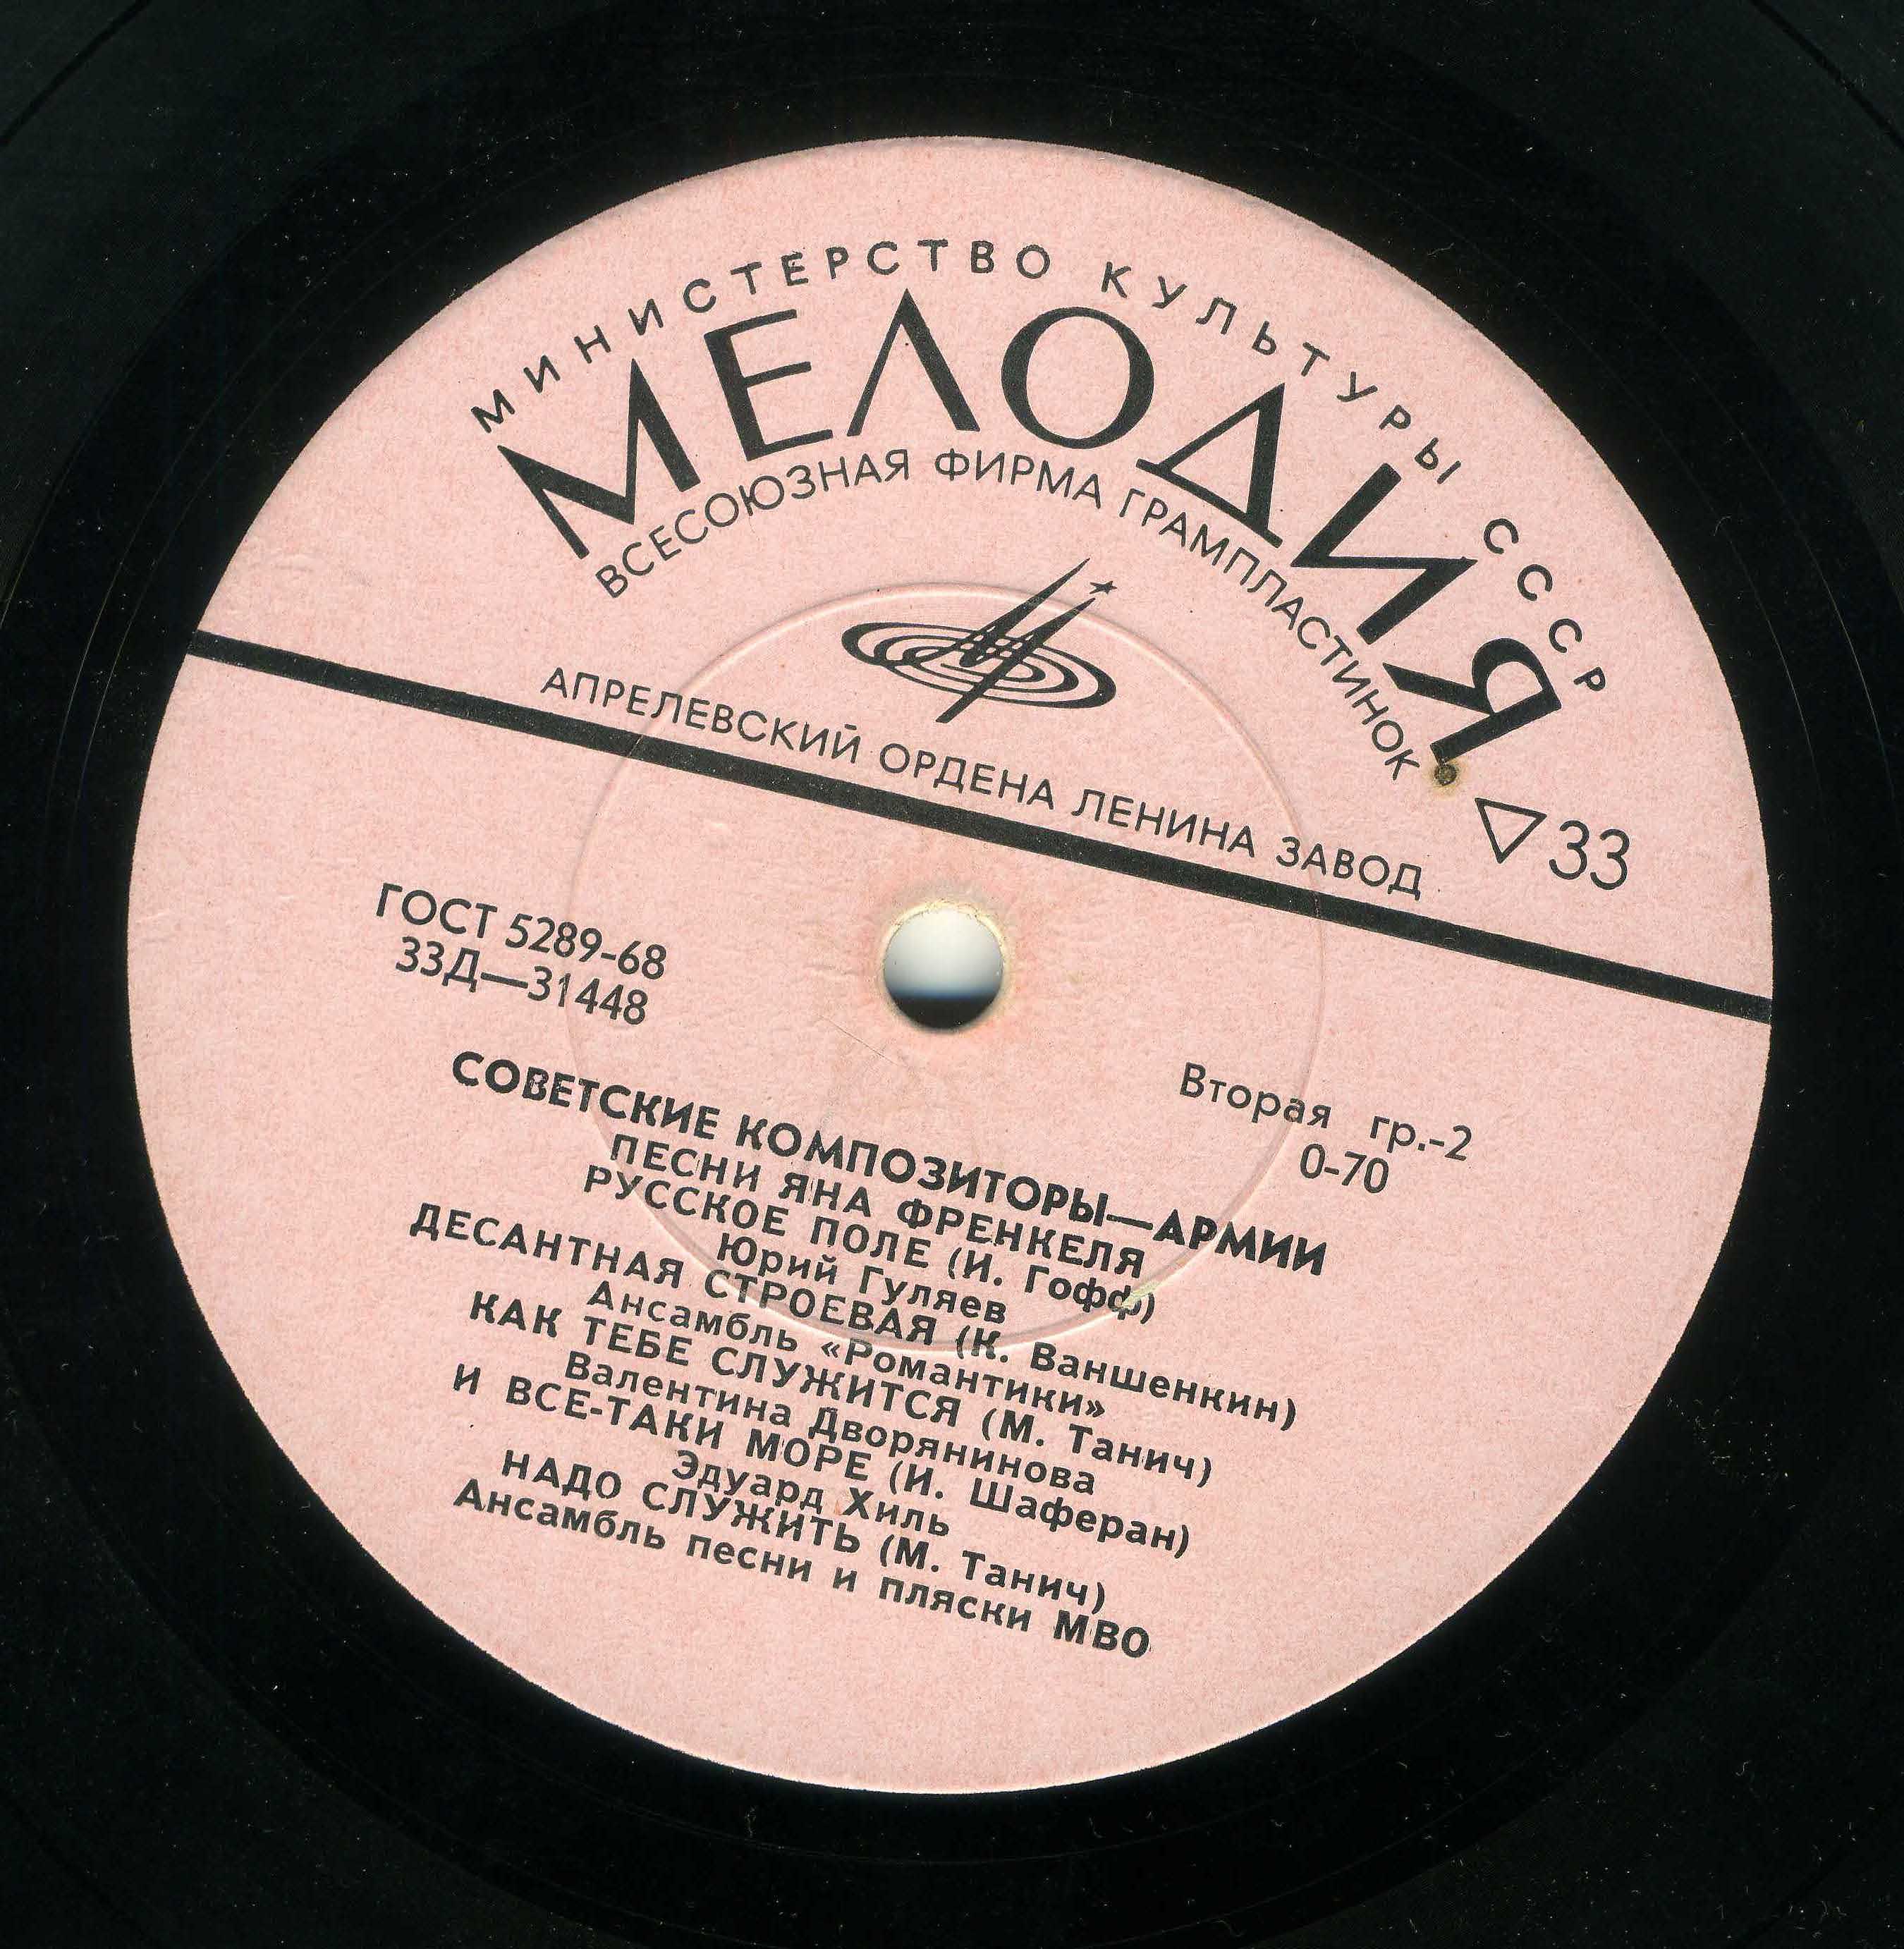 МИНИСТЕРСТВО КУЛЬТУРЫ СССР
МЕЛОДИЯ
ВСЕСОЮЗНАЯ ФИРМА ГРАМПЛАСТИНОК
АПРЕЛЕВСКИЙ ОРДЕНА ЛЕНИНА ЗАВОД
33
ГОСТ 5289-68
33Д—31448
Вторая гр.-2
0-70
СОВЕТСКИЕ КОМПОЗИТОРЫ—АРМИИ
ПЕСНИ ЯНА ФРЕНКЕЛЯ
РУССКОЕ ПОЛЕ (И. Гофф)
Юрий Гуляев
ДЕСАНТНАЯ СТРОЕВАЯ (К. Ваншенкин)
Ансамбль «Романтики»
КАК ТЕБЕ СЛУЖИТСЯ (М. Танич)
Валентина Дворянинова
И ВСЕ-ТАКИ МОРЕ (И. Шаферан)
Эдуард Хиль
НАДО СЛУЖИТЬ (М. Танич)
Ансамбль песни и пляски МВО